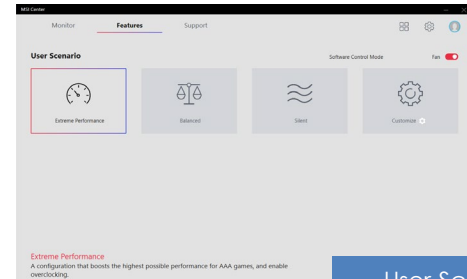 MSI Center
Monitor Features Support
User Scenario Software Control Mode Fan
Extreme Performance Balanced Silent Customise
Extreme Performance
A configuration that boosts the highest possible performance for AAA games, and enable
overclocking.
User Sc